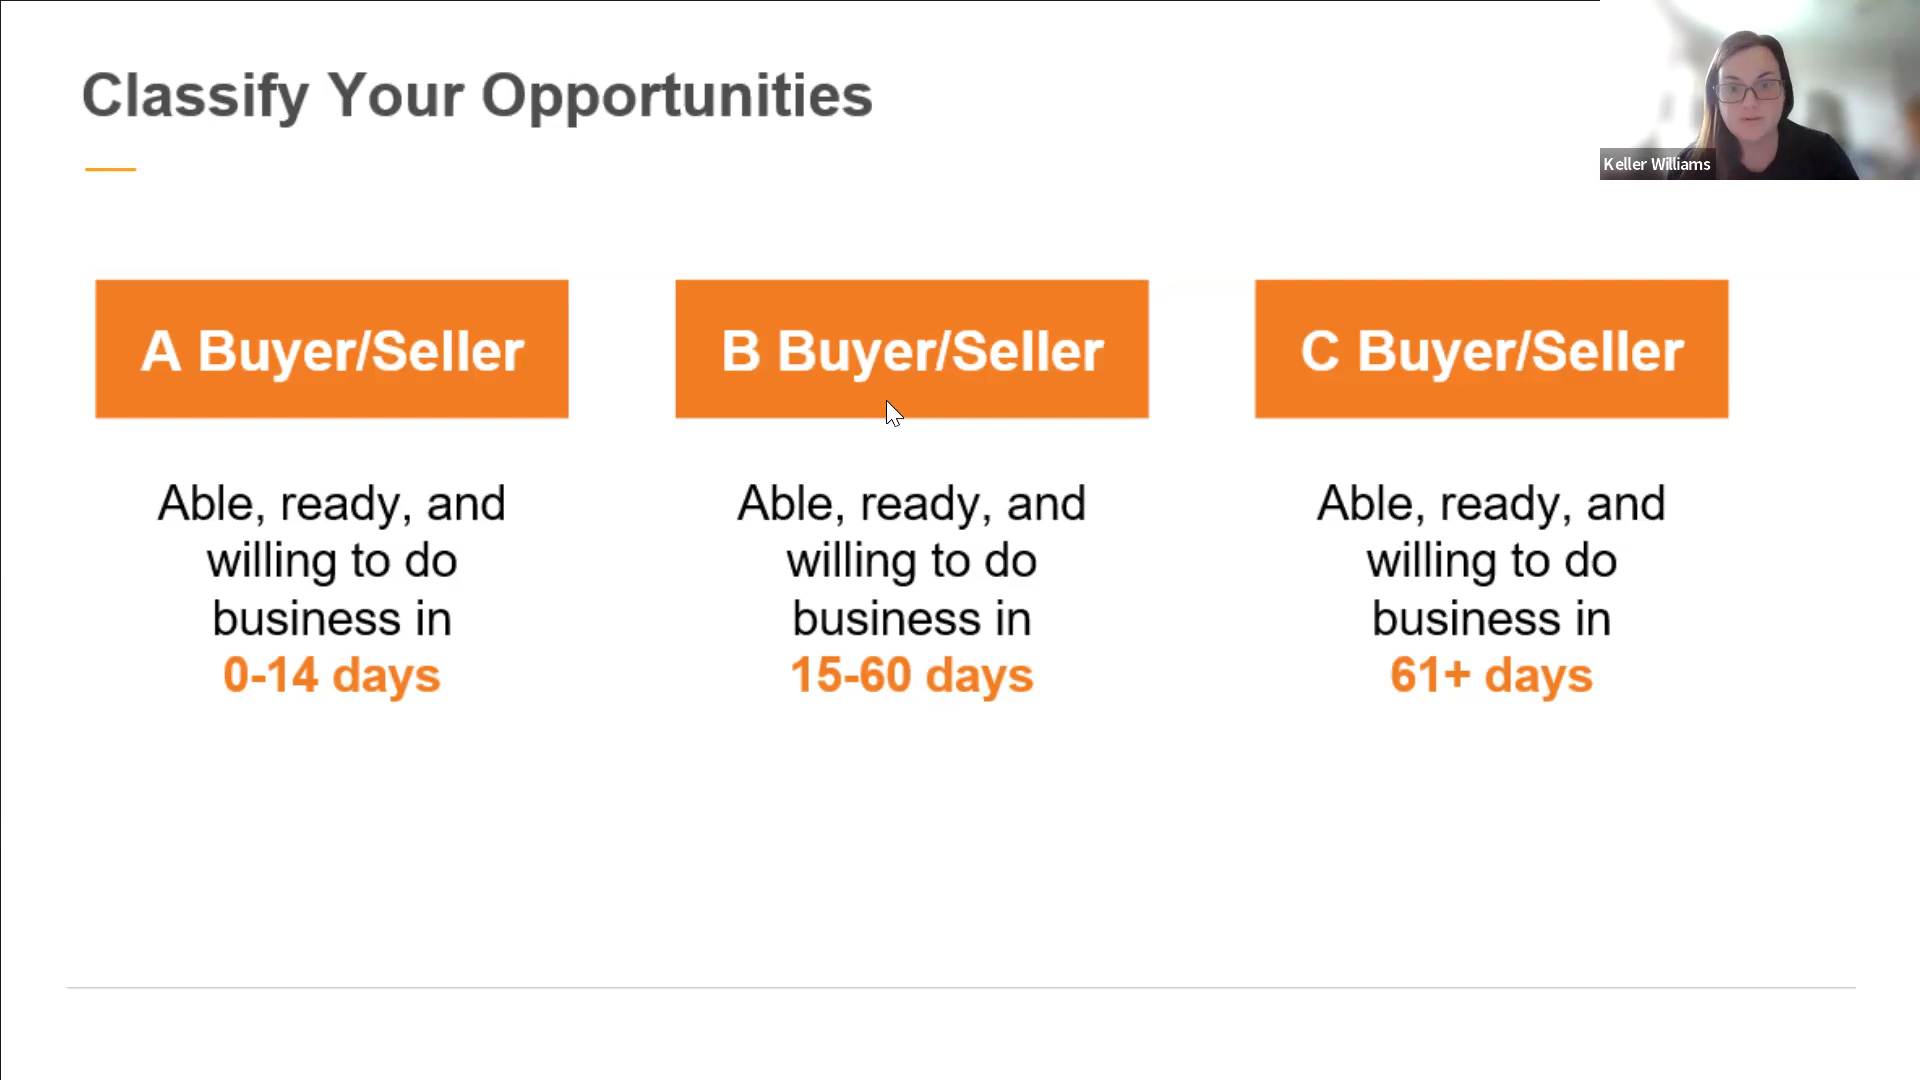 Classify Your Opportunities
Keller Williams
A Buyer/Seller
Able, ready, and
willing to do
business in
0-14 days
B Buyer/Seller
Able, ready, and
willing to do
business in
15-60 days
C Buyer/Seller
Able, ready, and
willing to do
business in
61+ days